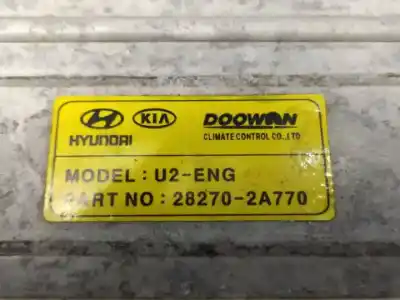 KIA DOOWON
HYUNDAI CLIMATE CONTROL CO.,LTD
MODEL : U2-ENG
PART NO : 28270-2A770